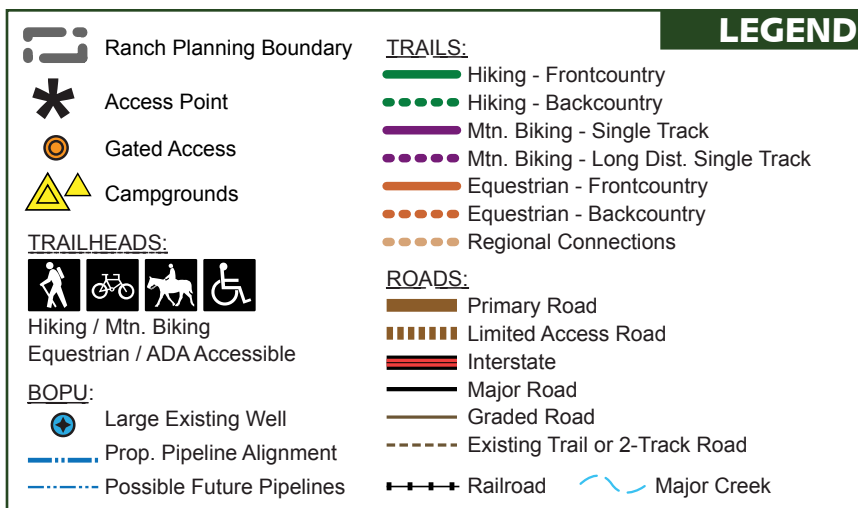 LEGEND
Ranch Planning Boundary
Access Point
Gated Access
Campgrounds
TRAILHEADS:
Hiking / Mtn. Biking
Equestrian / ADA Accessible
BOPU:
Large Existing Well
Prop. Pipeline Alignment
Possible Future Pipelines
TRAILS:
Hiking - Frontcountry
Hiking - Backcountry
Mtn. Biking - Single Track
Mtn. Biking - Long Dist. Single Track
Equestrian - Frontcountry
Equestrian - Backcountry
Regional Connections
ROADS:
Primary Road
Limited Access Road
Interstate
Major Road
Graded Road
Existing Trail or 2-Track Road
Railroad
Major Creek